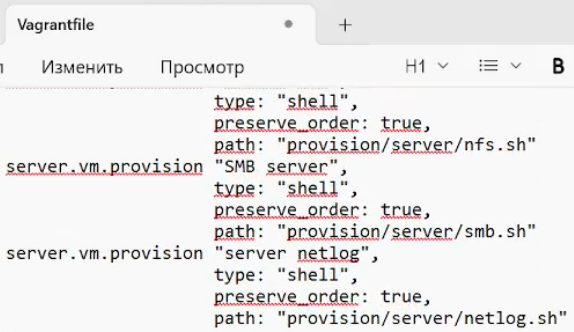 Vagrantfile
Изменить Просмотр H1 B
type: "shell",
preserve_order: true,
path: "provision/server/nfs.sh"
server.vm.provision "SMB server",
type: "shell",
preserve_order: true,
path: "provision/server/smb.sh"
server.vm.provision "server netlog",
type: "shell",
preserve_order: true,
path: "provision/server/netlog.sh"